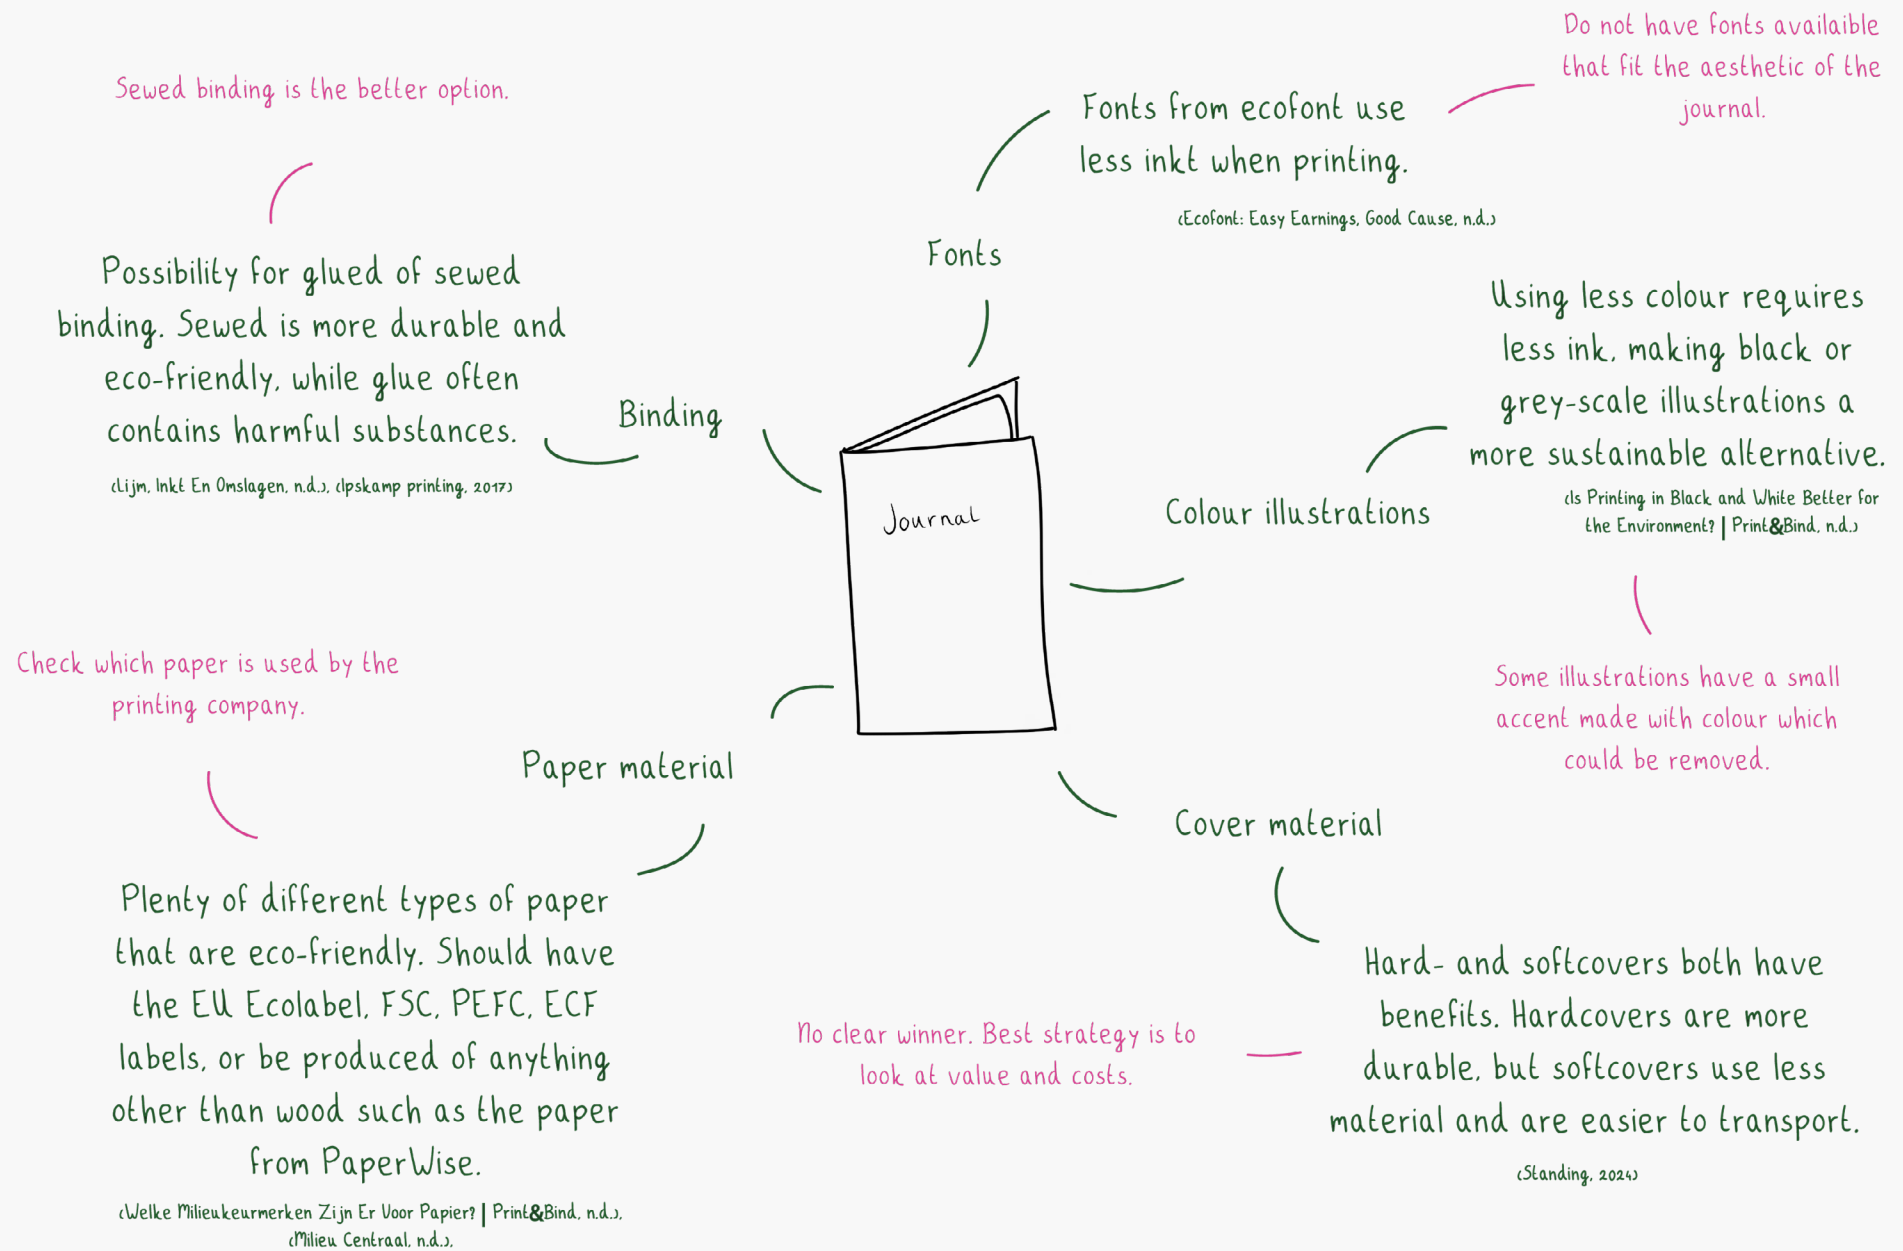 Sewed binding is the better option.
Possibility for glued of sewed
binding. Sewed is more durable and
eco-friendly, while glue often
contains harmful substances.
(Lijm, Inkt En Omslagen, n.d.), (Ipskamp printing, 2017)
Binding
Fonts
Fonts from ecofont use
less inkt when printing.
(Ecofont: Easy Earnings, Good Cause, n.d.)
Do not have fonts availaible
that fit the aesthetic of the
journal.
Journal
Colour illustrations
Using less colour requires
less ink, making black or
grey-scale illustrations a
more sustainable alternative.
(Is Printing in Black and White Better for
the Environment? | Print&Bind, n.d.)
Some illustrations have a small
accent made with colour which
could be removed.
Check which paper is used by the
printing company.
Paper material
Plenty of different types of paper
that are eco-friendly. Should have
the EU Ecolabel, FSC, PEFC, ECF
labels, or be produced of anything
other than wood such as the paper
from PaperWise.
(Welke Milieukeurmerken Zijn Er Voor Papier? | Print&Bind, n.d.),
(Milieu Centraal, n.d.),
Cover material
Hard- and softcovers both have
benefits. Hardcovers are more
durable, but softcovers use less
material and are easier to transport.
(Standing, 2024)
No clear winner. Best strategy is to
look at value and costs.